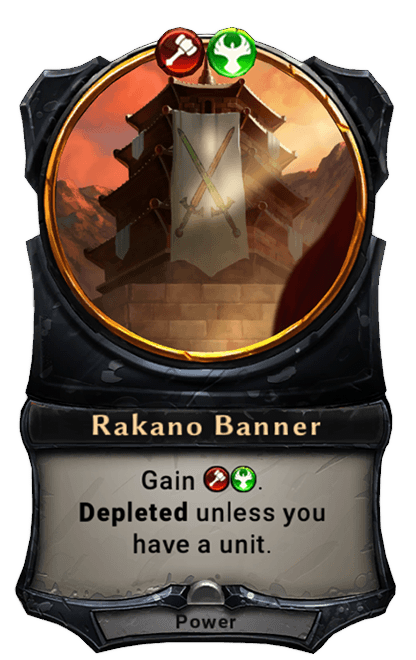 Rakano Banner
Gain .
Depleted unless you
have a unit.
Power